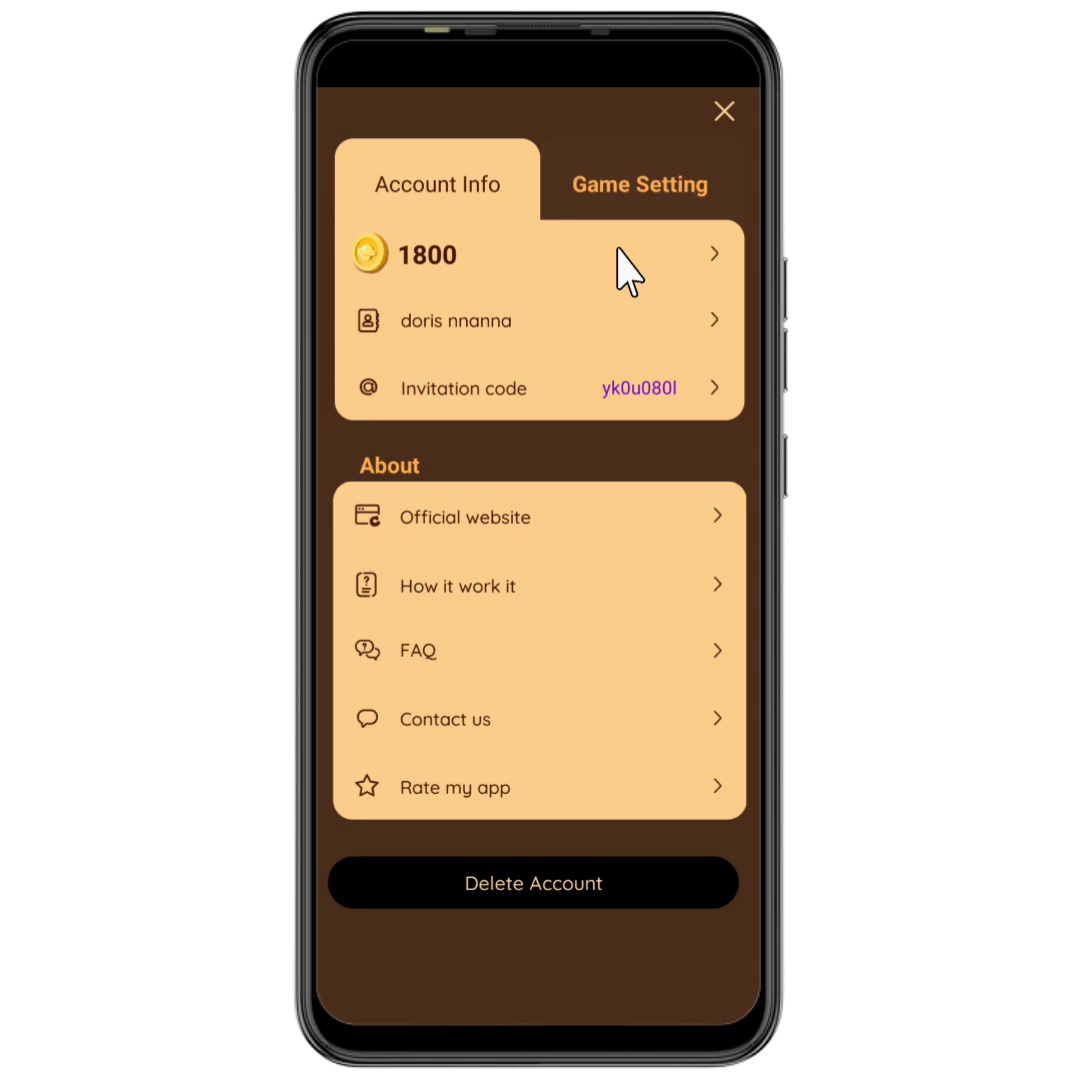 Account Info
Game Setting
1800
doris nnanna
Invitation code yk0u080l
About
Official website
How it work it
FAQ
Contact us
Rate my app
Delete Account